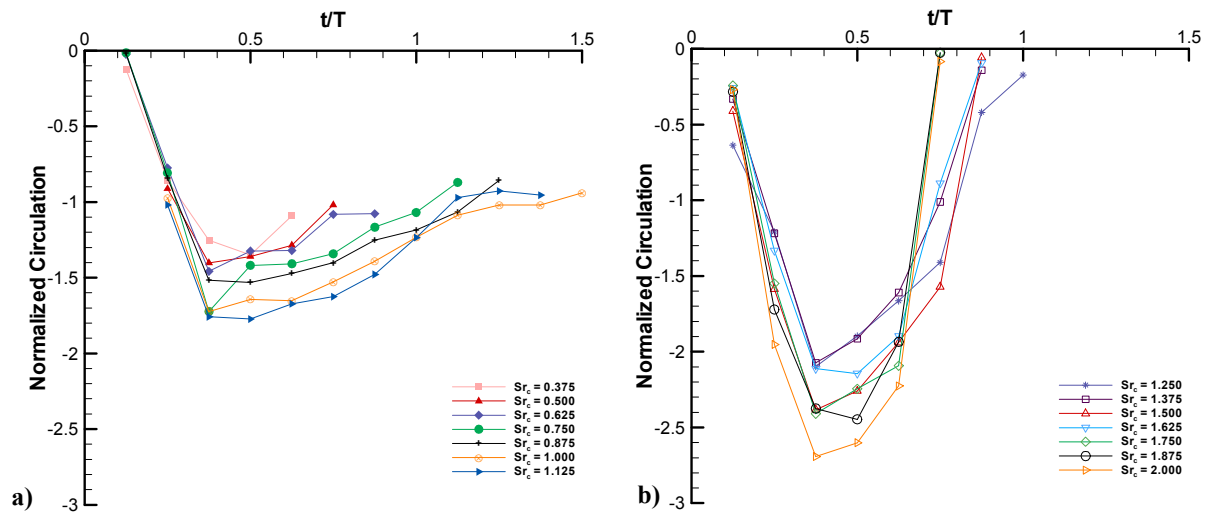 t/T
0 0.5 1 1.5
0
-0.5
-1
-1.5
-2
-2.5
-3
Normalized Circulation
Sr_c = 0.375
Sr_c = 0.500
Sr_c = 0.625
Sr_c = 0.750
Sr_c = 0.875
Sr_c = 1.000
Sr_c = 1.125
a)
t/T
0 0.5 1 1.5
0
-0.5
-1
-1.5
-2
-2.5
-3
Normalized Circulation
Sr_c = 1.250
Sr_c = 1.375
Sr_c = 1.500
Sr_c = 1.625
Sr_c = 1.750
Sr_c = 1.875
Sr_c = 2.000
b)